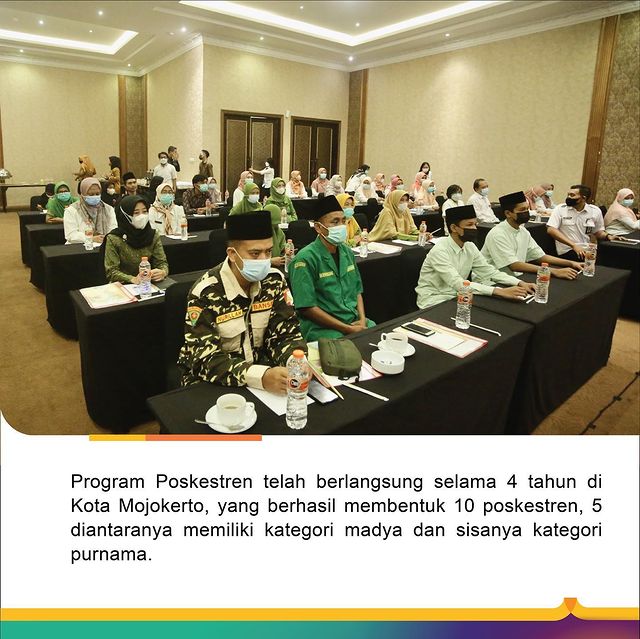 Program Poskestren telah berlangsung selama 4 tahun di
Kota Mojokerto, yang berhasil membentuk 10 poskestren, 5
diantaranya memiliki kategori madya dan sisanya kategori
purnama.